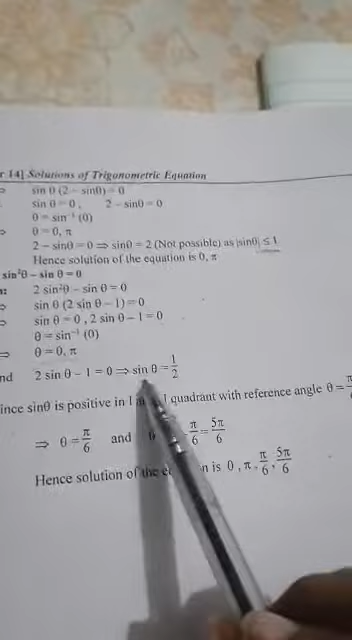 14] Solutions of Trigonometric Equation
sin θ (2 – sinθ) = 0
sin θ = 0 , 2 – sinθ = 0
θ = sin⁻¹ (0)
⇒ θ = 0, π
2 – sinθ = 0 ⇒ sinθ = 2 (Not possible) as |sinθ| ≤ 1
Hence solution of the equation is 0, π
sin²θ – sin θ = 0
2 sin²θ – sin θ = 0
⇒ sin θ (2 sin θ – 1) = 0
⇒ sin θ = 0 , 2 sin θ – 1 = 0
θ = sin⁻¹ (0)
⇒ θ = 0, π
nd 2 sin θ – 1 = 0 ⇒ sin θ = 1/2
ince sinθ is positive in I quadrant with reference angle θ =
⇒ θ = π/6 and π/6 = 5π/6
Hence solution of the n is 0 , π , π/6 , 5π/6